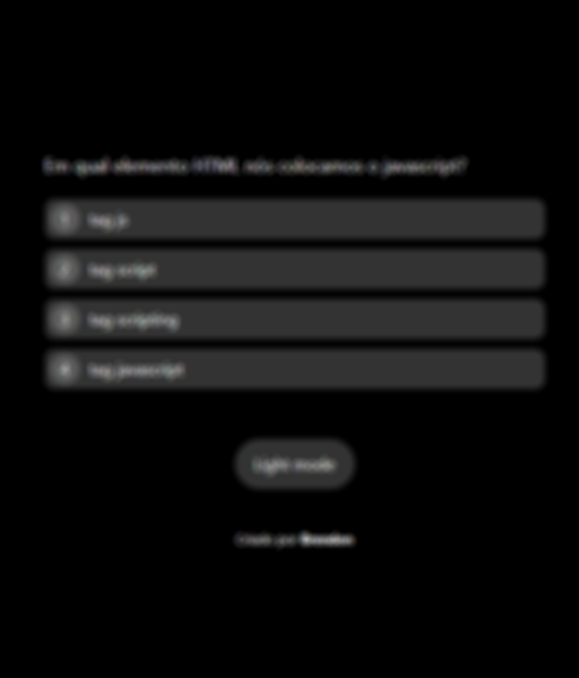 Em qual elemento HTML nós colocamos o javascript?
1 tag js
2 tag script
3 tag scripting
4 tag javascript
Light mode
Criado por